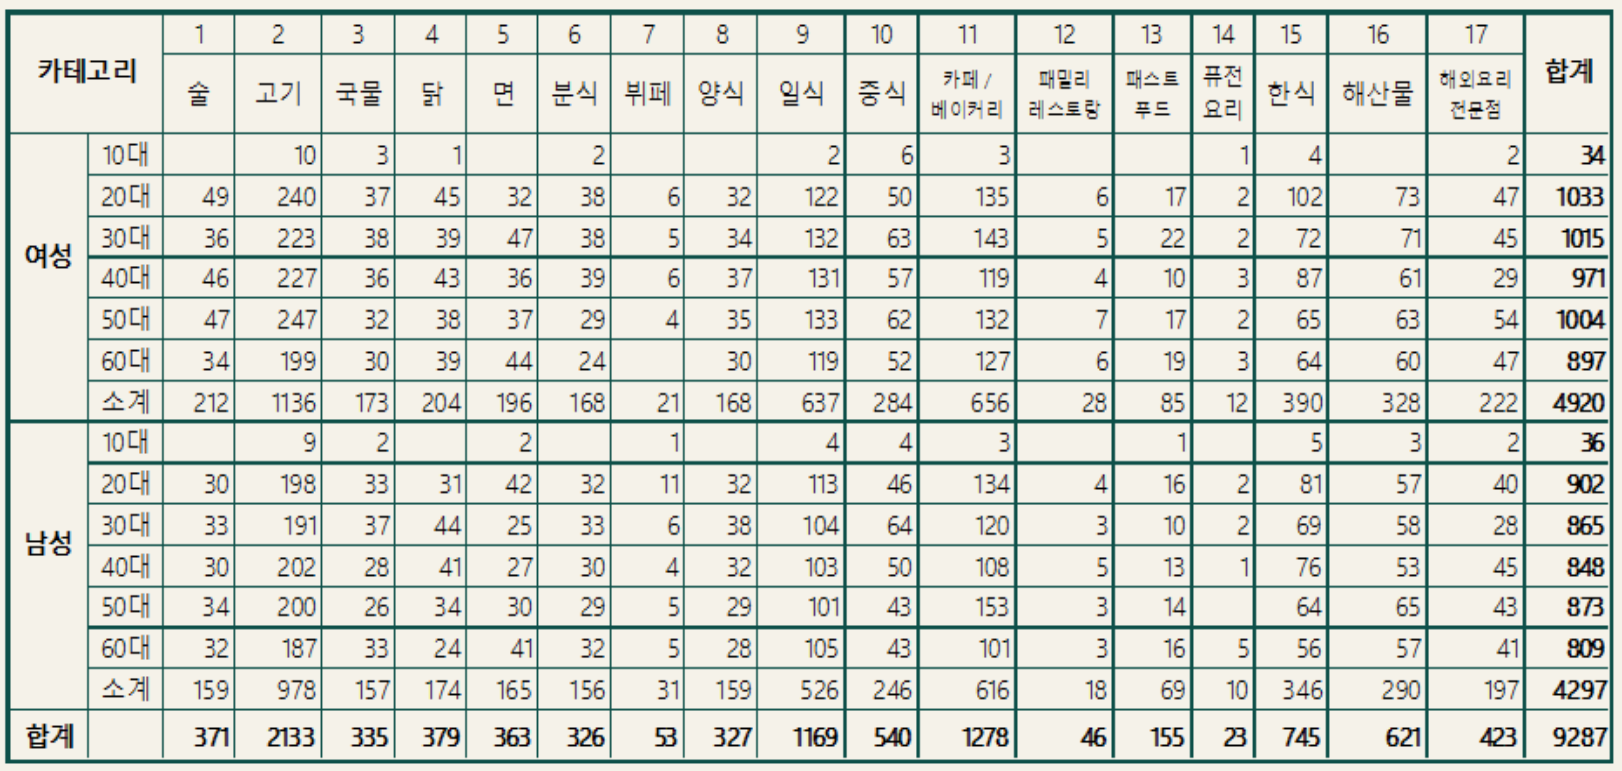 카테고리 1 2 3 4 5 6 7 8 9 10 11 12 13 14 15 16 17 합계
술 고기 국물 닭 면 분식 뷔페 양식 일식 중식 카페 / 베이커리 패밀리 레스토랑 패스트 푸드 퓨전 요리 한식 해산물 해외요리 전문점
여성 10대 10 3 1 2 2 6 3 1 4 2 34
20대 49 240 37 45 32 38 6 32 122 50 135 6 17 2 102 73 47 1033
30대 36 223 38 39 47 38 5 34 132 63 143 5 22 2 72 71 45 1015
40대 46 227 36 43 36 39 6 37 131 57 119 4 10 3 87 61 29 971
50대 47 247 32 38 37 29 4 35 133 62 132 7 17 2 65 63 54 1004
60대 34 199 30 39 44 24 30 119 52 127 6 19 3 64 60 47 897
소계 212 1136 173 204 196 168 21 168 637 284 656 28 85 12 390 328 222 4920
남성 10대 9 2 2 1 4 4 3 1 5 3 2 36
20대 30 198 33 31 42 32 11 32 113 46 134 4 16 2 81 57 40 902
30대 33 191 37 44 25 33 6 38 104 64 120 3 10 2 69 58 28 865
40대 30 202 28 41 27 30 4 32 103 50 108 5 13 1 76 53 45 848
50대 34 200 26 34 30 29 5 29 101 43 153 3 14 64 65 43 873
60대 32 187 33 24 41 32 5 28 105 43 101 3 16 5 56 57 41 809
소계 159 978 157 174 165 156 31 159 526 246 616 18 69 10 346 290 197 4297
합계 371 2133 335 379 363 326 53 327 1169 540 1278 46 155 23 745 621 423 9287